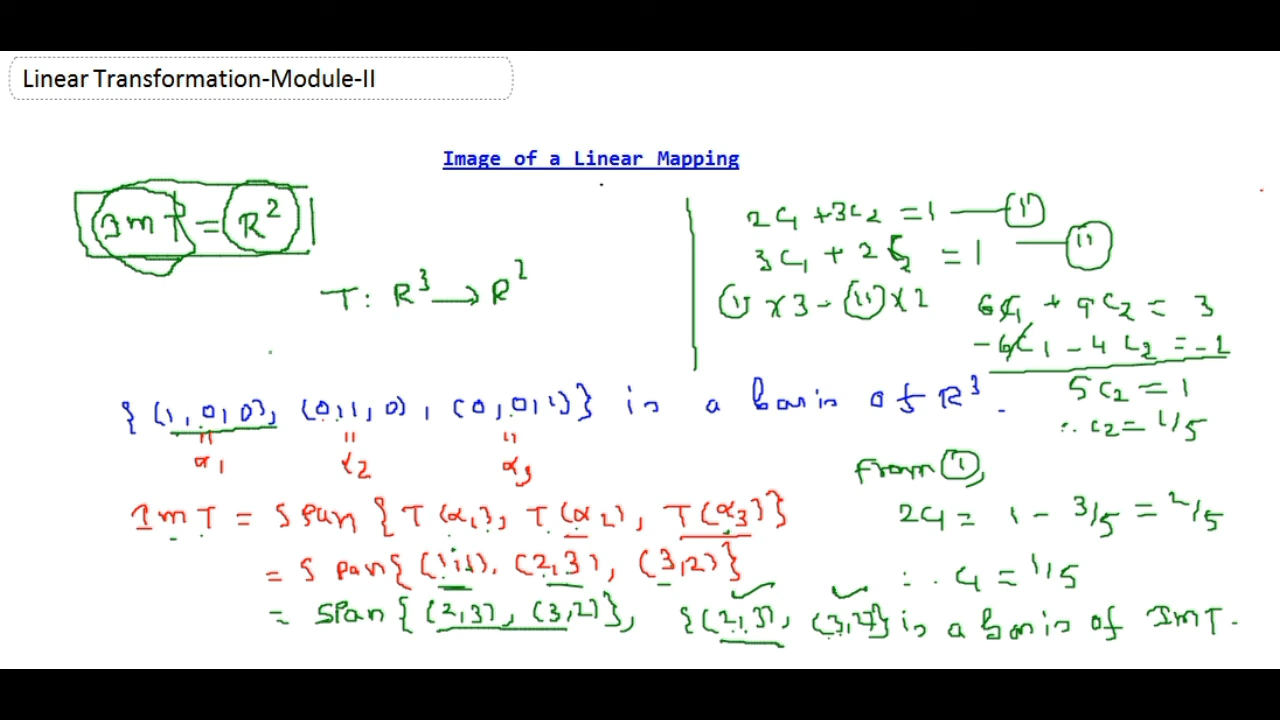 Linear Transformation-Module-II
Image of a Linear Mapping
Im T = R²
T : R³ → R²
2C₁ + 3C₂ = 1 — (i)
3C₁ + 2C₂ = 1 — (ii)
(i) x 3 - (ii) x 2
6C₁ + 9C₂ = 3
-6C₁ - 4C₂ = -2
5C₂ = 1
∴ C₂ = 1/5
{(1,0,0), (0,1,0), (0,0,1)} is a basis of R³.
α₁ α₂ α₃
From (i),
2C₁ = 1 - 3/5 = 2/5
∴ C₁ = 1/5
Im T = Span {T(α₁), T(α₂), T(α₃)}
= Span{(1,1), (2,3), (3,2)}
= Span{(2,3), (3,2)}, {(2,3), (3,2)} is a basis of Im T.